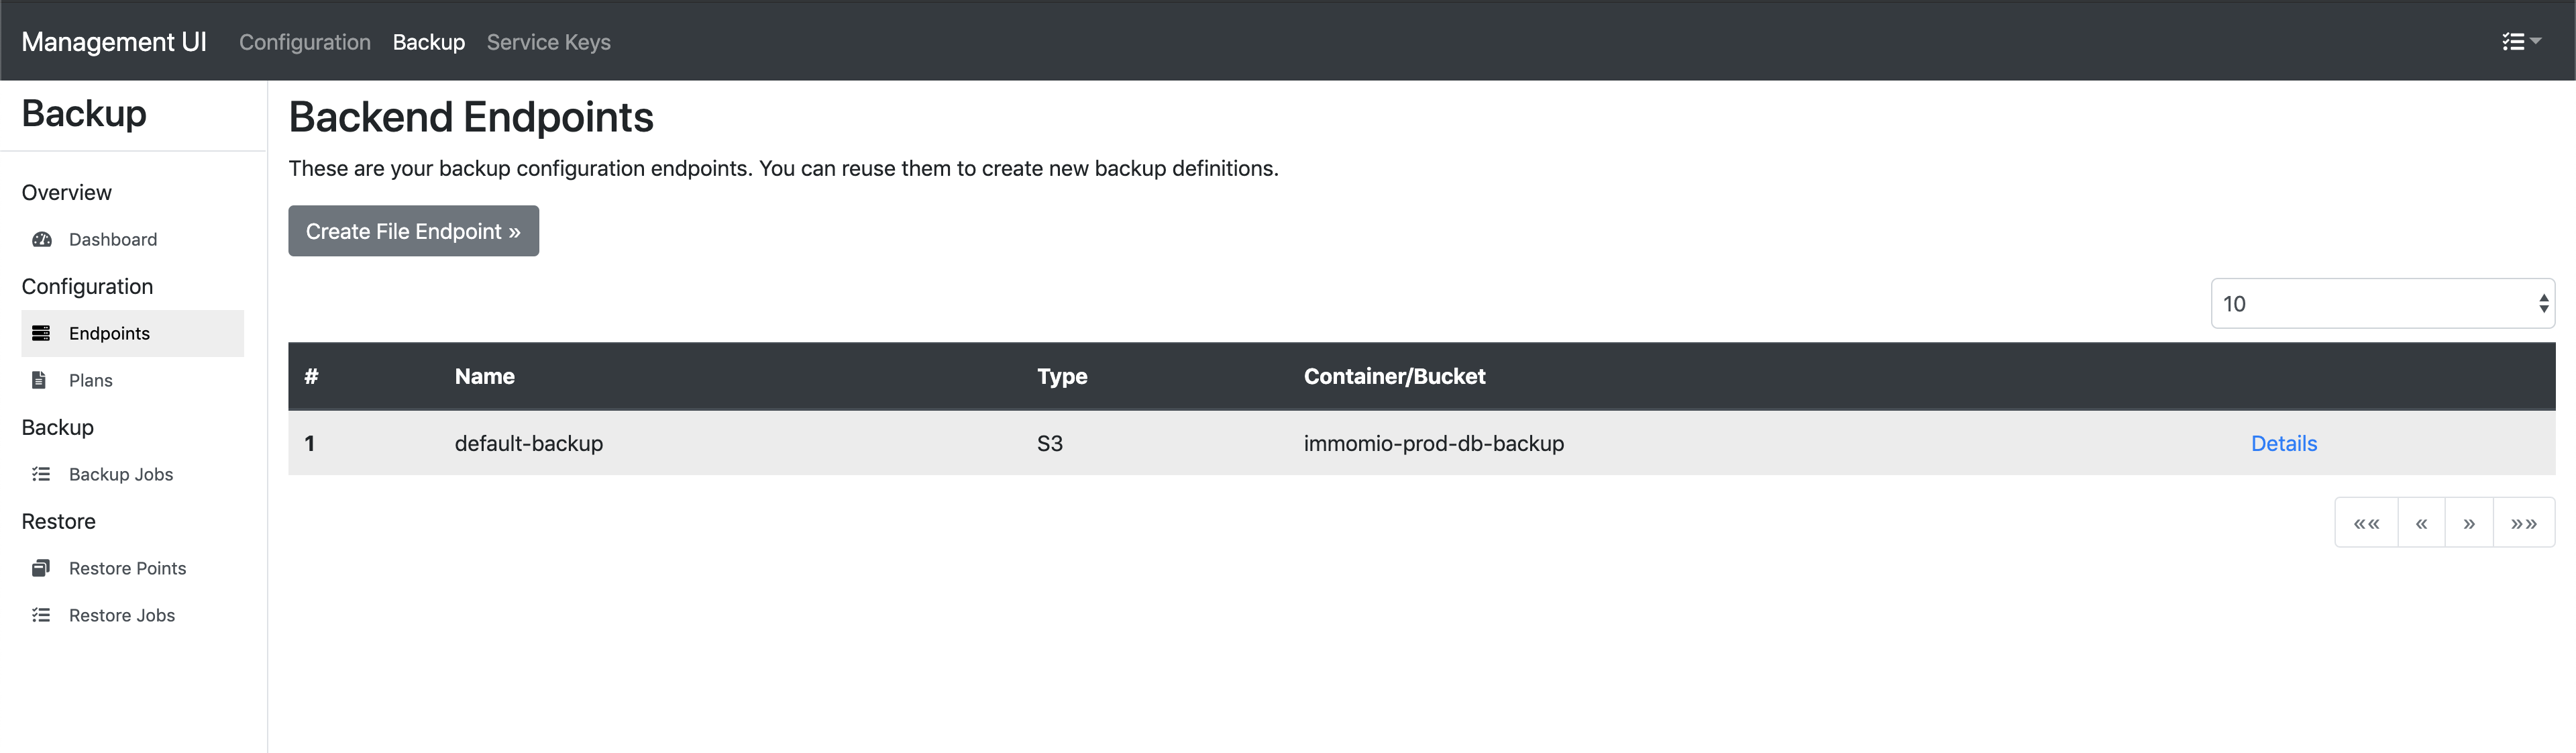 Management UI Configuration Backup Service Keys
Backup
Overview
Dashboard
Configuration
Endpoints
Plans
Backup
Backup Jobs
Restore
Restore Points
Restore Jobs
Backend Endpoints
These are your backup configuration endpoints. You can reuse them to create new backup definitions.
Create File Endpoint »
10
# Name Type Container/Bucket
1 default-backup S3 immomio-prod-db-backup Details
«« « » »»